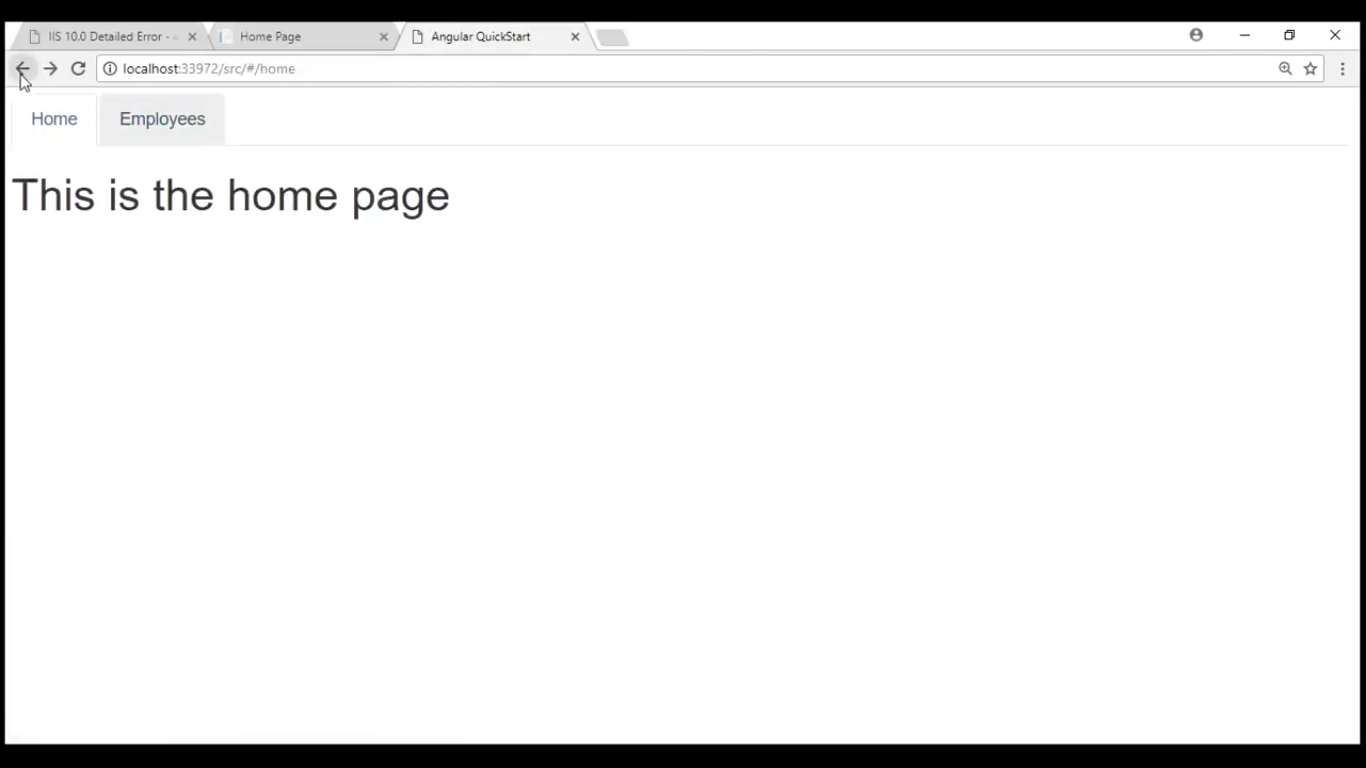 IIS 10.0 Detailed Error -
Home Page
Angular QuickStart
localhost:33972/src/#/home
Home
Employees
This is the home page